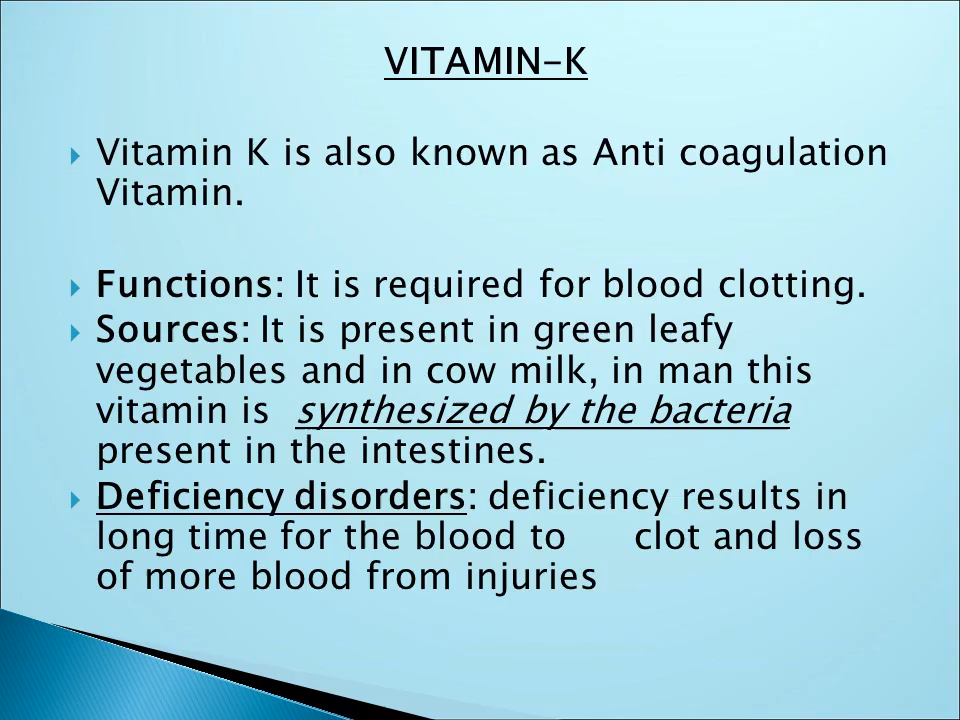 VITAMIN-K
Vitamin K is also known as Anti coagulation
Vitamin.
Functions: It is required for blood clotting.
Sources: It is present in green leafy
vegetables and in cow milk, in man this
vitamin is synthesized by the bacteria
present in the intestines.
Deficiency disorders: deficiency results in
long time for the blood to clot and loss
of more blood from injuries